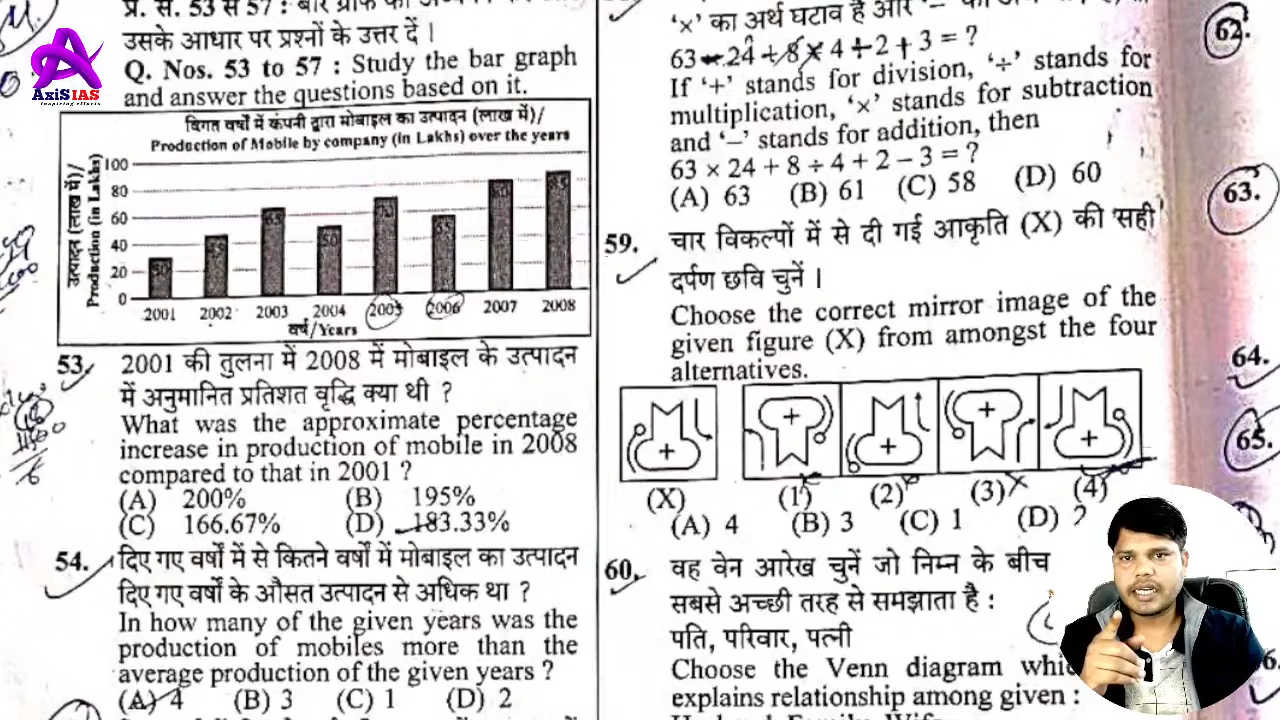 AxiSIAS
Inspiring efforts
प्र. सं. 53 से 57 : बार ग्राफ का अध्ययन
उसके आधार पर प्रश्नों के उत्तर दें ।
Q. Nos. 53 to 57 : Study the bar graph
and answer the questions based on it.
विगत वर्षों में कंपनी द्वारा मोबाइल का उत्पादन (लाख में)/
Production of Mobile by company (in Lakhs) over the years
उत्पादन (लाख में)/
Production (in Lakhs)
100
80
60
40
20
0
30
45
65
50
70
55
80
85
2001 2002 2003 2004 2005 2006 2007 2008
वर्ष/Years
53. 2001 की तुलना में 2008 में मोबाइल के उत्पादन
में अनुमानित प्रतिशत वृद्धि क्या थी ?
What was the approximate percentage
increase in production of mobile in 2008
compared to that in 2001 ?
(A) 200% (B) 195%
(C) 166.67% (D) 183.33%
54. दिए गए वर्षों में से कितने वर्षों में मोबाइल का उत्पादन
दिए गए वर्षों के औसत उत्पादन से अधिक था ?
In how many of the given years was the
production of mobiles more than the
average production of the given years ?
(A) 4 (B) 3 (C) 1 (D) 2
'×' का अर्थ घटाव है और
63 24 + 8 4 + 2 + 3 = ?
If '+' stands for division, '÷' stands for
multiplication, '×' stands for subtraction
and '–' stands for addition, then
63 × 24 + 8 ÷ 4 + 2 – 3 = ?
(A) 63 (B) 61 (C) 58 (D) 60
59. चार विकल्पों में से दी गई आकृति (X) की सही
दर्पण छवि चुनें ।
Choose the correct mirror image of the
given figure (X) from amongst the four
alternatives.
(X) (1) (2) (3) (4)
(A) 4 (B) 3 (C) 1 (D) 2
60. वह वेन आरेख चुनें जो निम्न के बीच
सबसे अच्छी तरह से समझाता है :
पति, परिवार, पत्नी
Choose the Venn diagram
explains relationship among given :
62.
63.
64.
65.